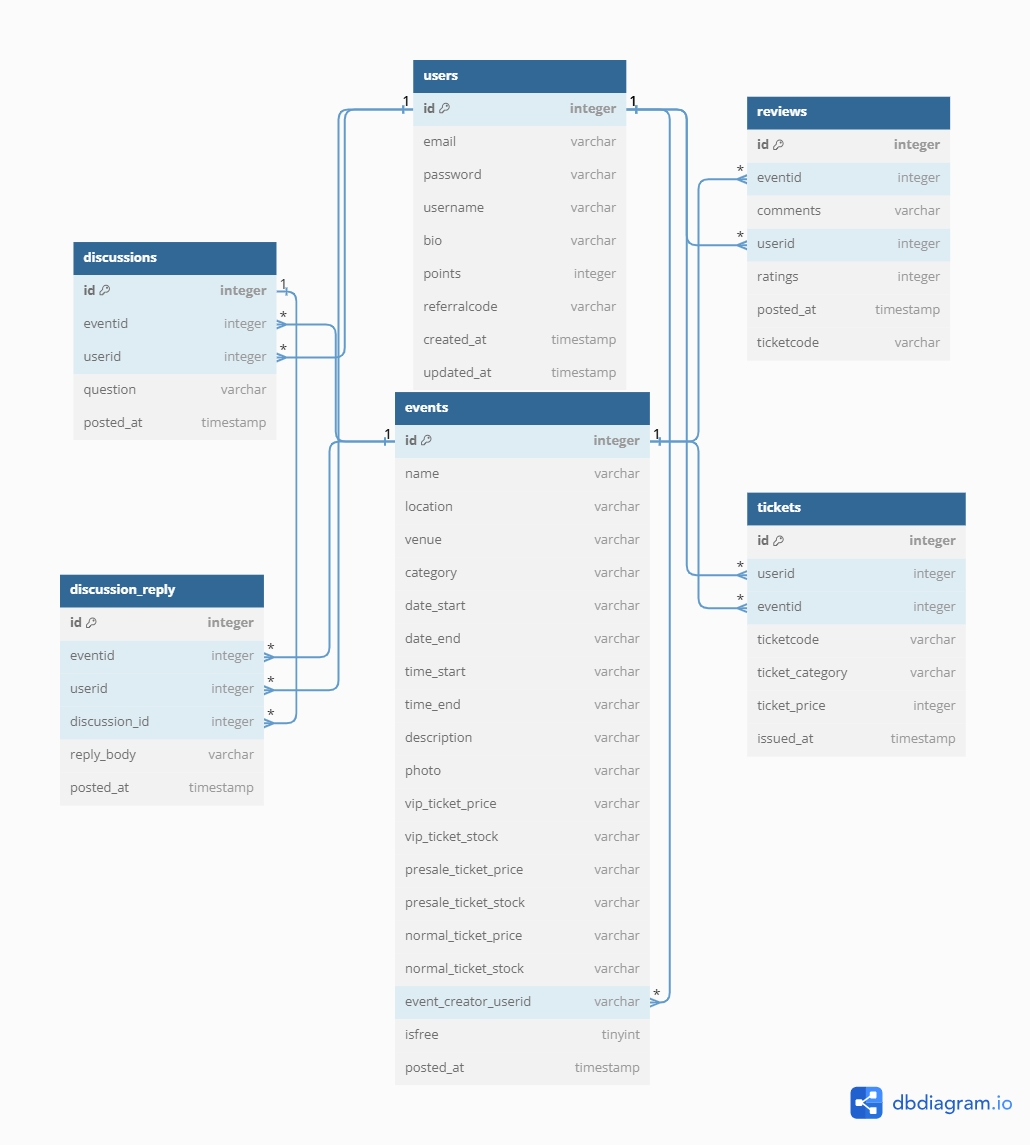 users
id integer
email varchar
password varchar
username varchar
bio varchar
points integer
referralcode varchar
created_at timestamp
updated_at timestamp
1
1
reviews
id integer
* eventid integer
comments varchar
* userid integer
ratings integer
posted_at timestamp
ticketcode varchar
discussions
id integer 1
eventid integer *
userid integer *
question varchar
posted_at timestamp
events
1 id integer 1
name varchar
location varchar
venue varchar
category varchar
date_start varchar
date_end varchar
time_start varchar
time_end varchar
description varchar
photo varchar
vip_ticket_price varchar
vip_ticket_stock varchar
presale_ticket_price varchar
presale_ticket_stock varchar
normal_ticket_price varchar
normal_ticket_stock varchar
event_creator_userid varchar *
isfree tinyint
posted_at timestamp
tickets
id integer
* userid integer
* eventid integer
ticketcode varchar
ticket_category varchar
ticket_price integer
issued_at timestamp
discussion_reply
id integer
eventid integer *
userid integer *
discussion_id integer *
reply_body varchar
posted_at timestamp
dbdiagram.io